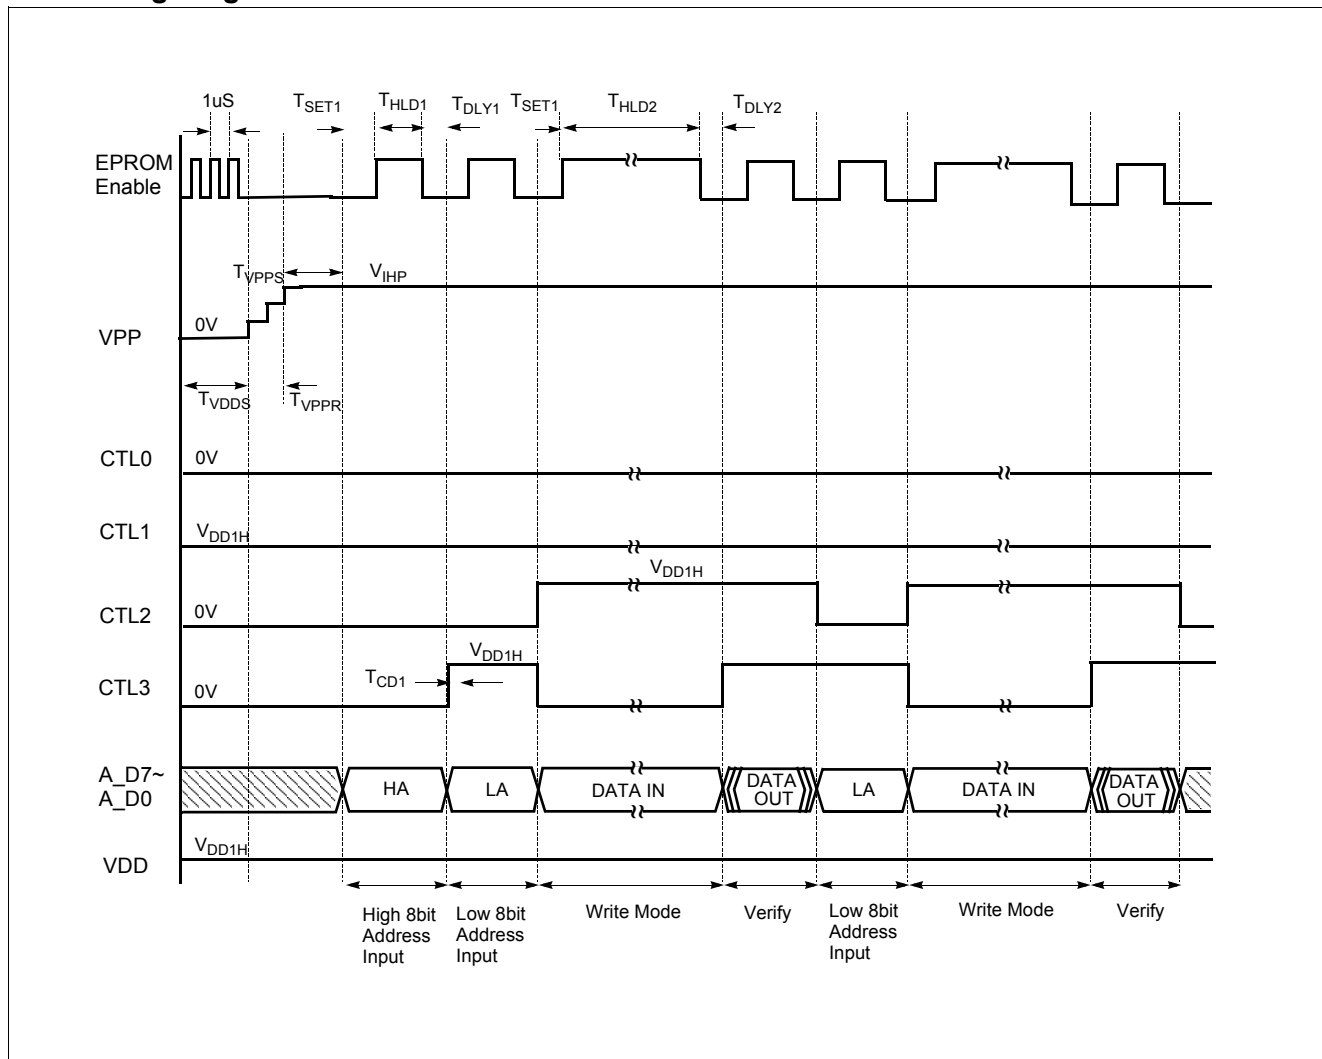 1uS
TSET1
THLD1
TDLY1
TSET1
THLD2
TDLY2
EPROM
Enable
TVPPS
VIHP
0V
VPP
TVDDS
TVPPR
CTL0
0V
CTL1
VDD1H
VDD1H
CTL2
0V
VDD1H
TCD1
CTL3
0V
A_D7~
A_D0
HA
LA
DATA IN
DATA
OUT
LA
DATA IN
DATA
OUT
VDD1H
VDD
High 8bit
Address
Input
Low 8bit
Address
Input
Write Mode
Verify
Low 8bit
Address
Input
Write Mode
Verify